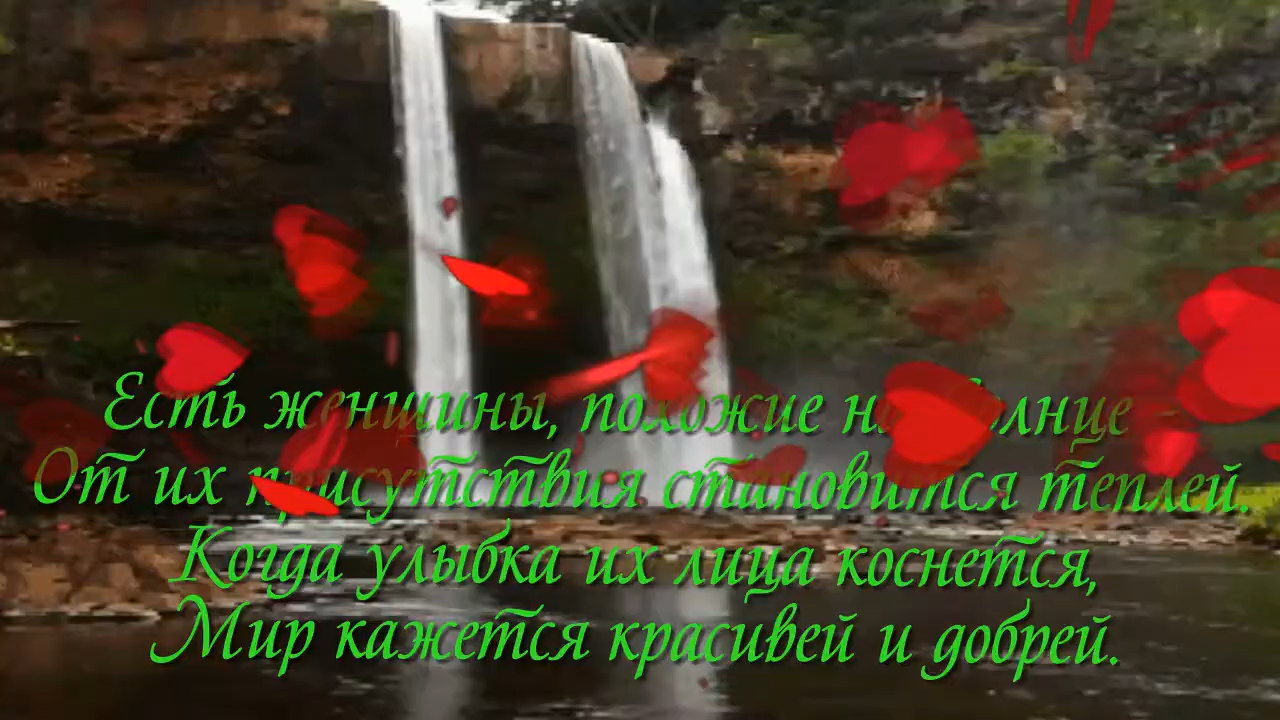 Есть женщины, похожие на солнце -
От их присутствия становится теплей.
Когда улыбка их лица коснется,
Мир кажется красивей и добрей.